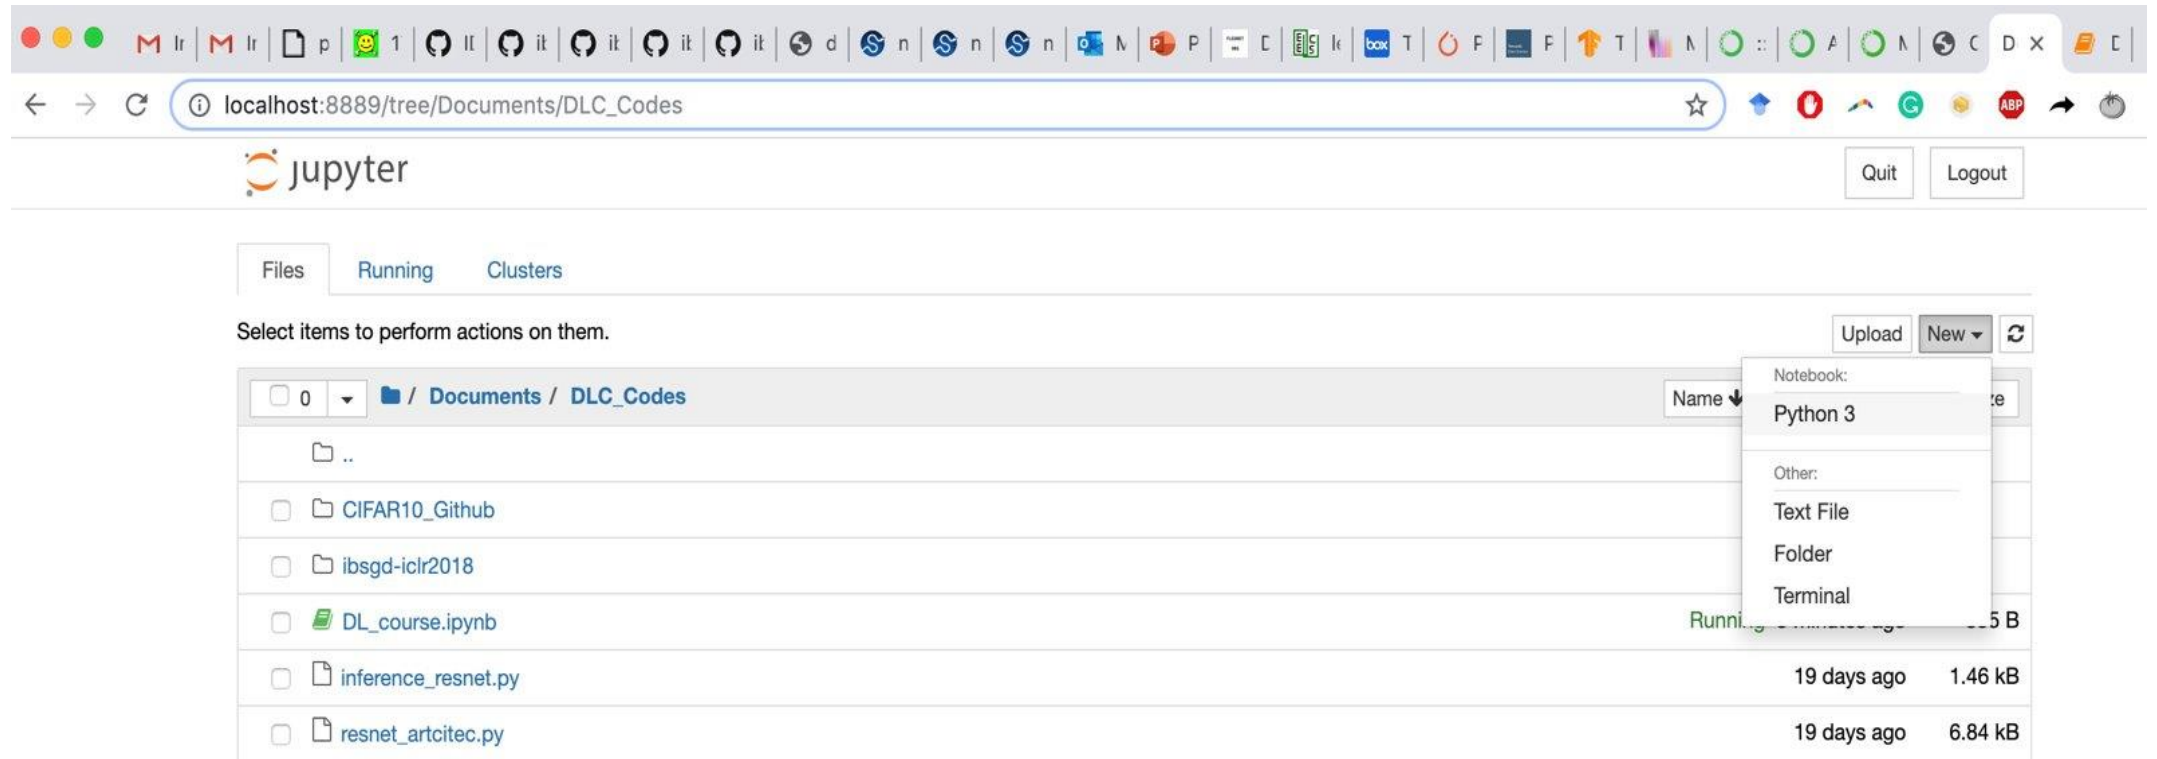 localhost:8889/tree/Documents/DLC_Codes
ABP
jupyter
Quit Logout
Files Running Clusters
Select items to perform actions on them.
Upload New
0 / Documents / DLC_Codes
Name
Notebook:
Python 3
Other:
Text File
Folder
Terminal
..
CIFAR10_Github
ibsgd-iclr2018
DL_course.ipynb
inference_resnet.py 19 days ago 1.46 kB
resnet_artcitec.py 19 days ago 6.84 kB